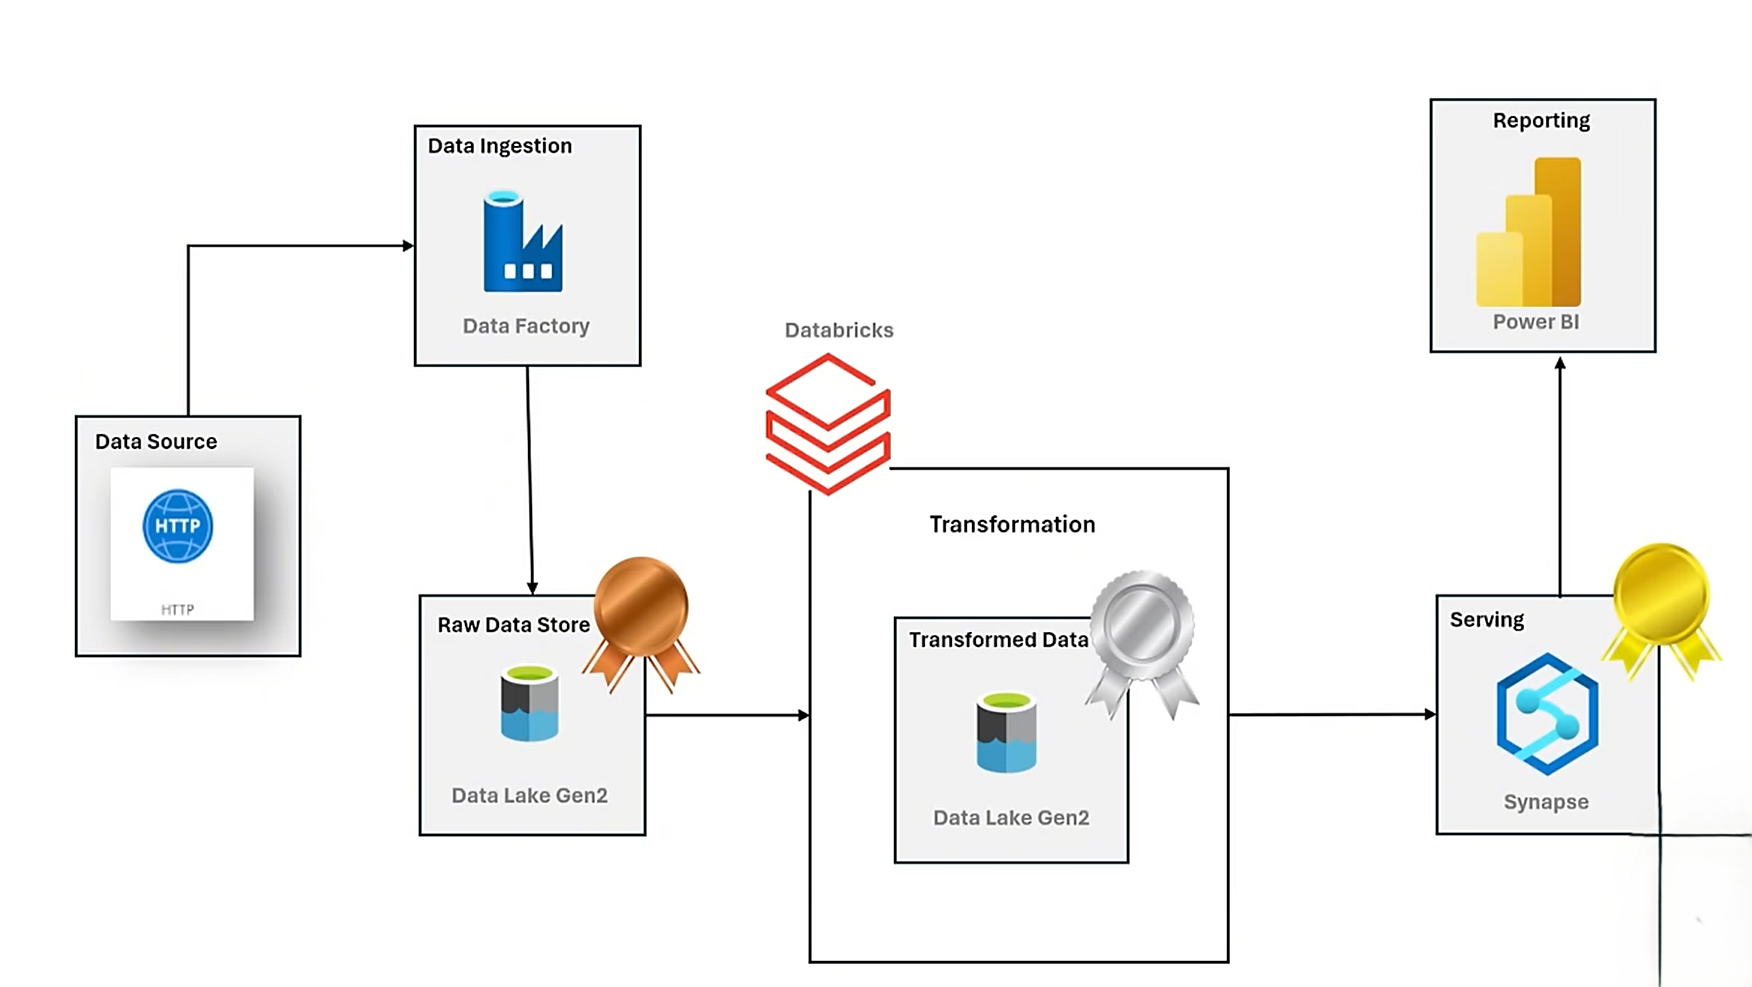 Data Source
HTTP
HTTP
Data Ingestion
Data Factory
Raw Data Store
Data Lake Gen2
Databricks
Transformation
Transformed Data
Data Lake Gen2
Serving
Synapse
Reporting
Power BI